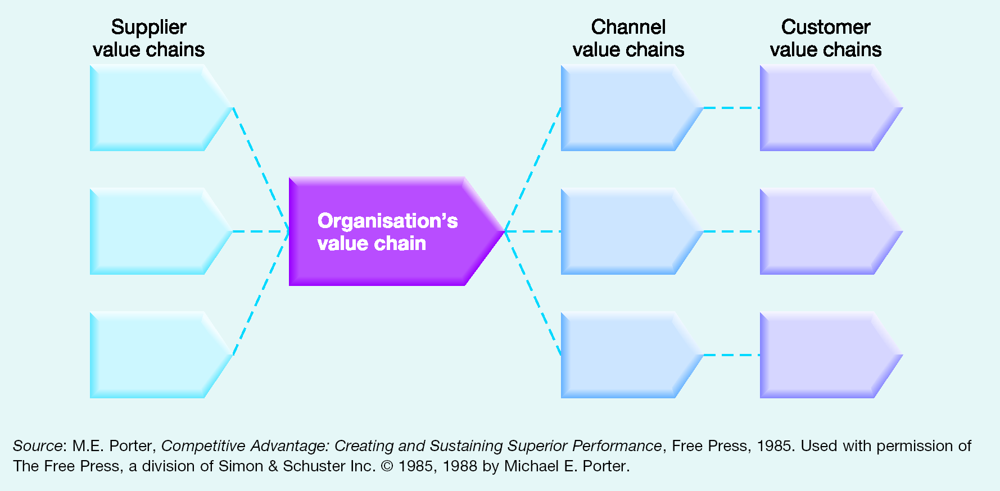 Supplier
value chains
Channel
value chains
Customer
value chains
Organisation’s
value chain
Source: M.E. Porter, Competitive Advantage: Creating and Sustaining Superior Performance, Free Press, 1985. Used with permission of
The Free Press, a division of Simon & Schuster Inc. © 1985, 1988 by Michael E. Porter.